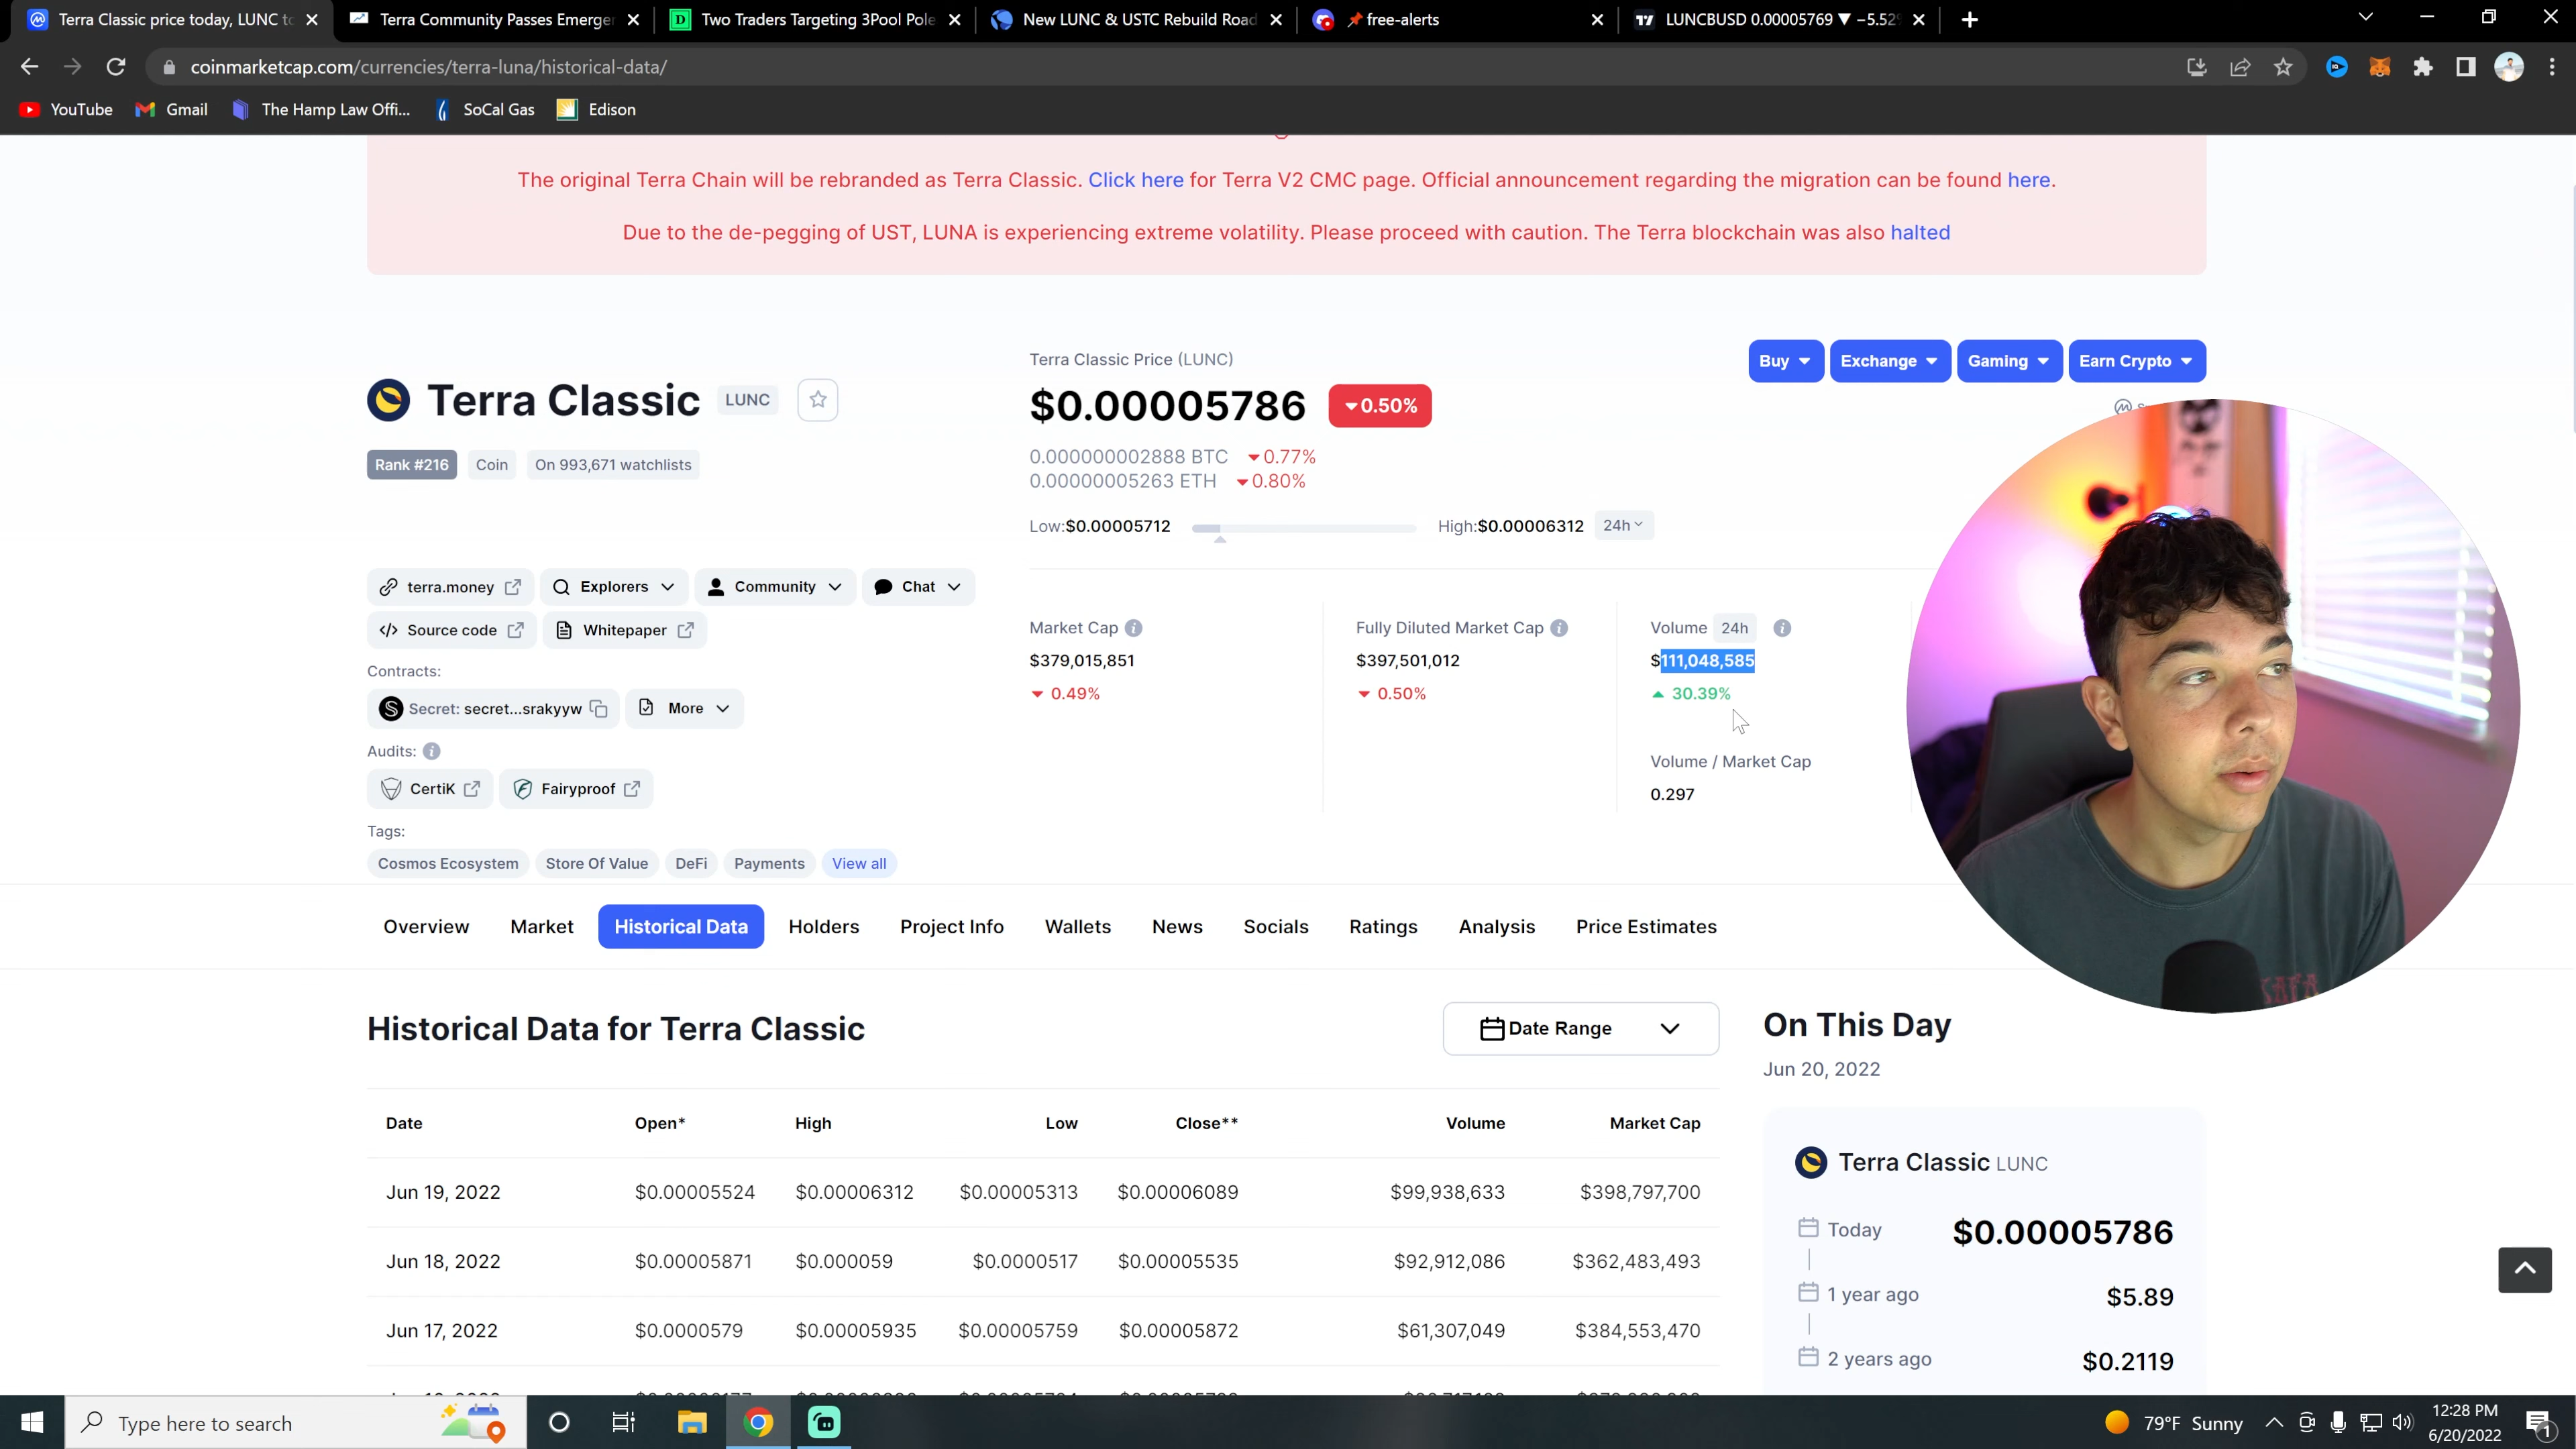 Terra Classic price today, LUNC to
Terra Community Passes Emerger
Two Traders Targeting 3Pool Pole
New LUNC & USTC Rebuild Road
free-alerts
LUNCBUSD 0.00005769 ▼ −5.52
coinmarketcap.com/currencies/terra-luna/historical-data/
YouTube
Gmail
The Hamp Law Offi...
SoCal Gas
Edison
The original Terra Chain will be rebranded as Terra Classic. Click here for Terra V2 CMC page. Official announcement regarding the migration can be found here.
Due to the de-pegging of UST, LUNA is experiencing extreme volatility. Please proceed with caution. The Terra blockchain was also halted
Terra Classic LUNC
Rank #216 Coin On 993,671 watchlists
terra.money Explorers Community Chat
Source code Whitepaper
Contracts:
Secret: secret...srakyyw More
Audits:
CertiK Fairyproof
Tags:
Cosmos Ecosystem Store Of Value DeFi Payments View all
Terra Classic Price (LUNC)
$0.00005786 0.50%
0.000000002888 BTC 0.77%
0.00000005263 ETH 0.80%
Low:$0.00005712 High:$0.00006312 24h
Buy Exchange Gaming Earn Crypto
Market Cap
$379,015,851
0.49%
Fully Diluted Market Cap
$397,501,012
0.50%
Volume 24h
$111,048,585
30.39%
Volume / Market Cap
0.297
Overview Market Historical Data Holders Project Info Wallets News Socials Ratings Analysis Price Estimates
Historical Data for Terra Classic
Date Range
Date Open* High Low Close** Volume Market Cap
Jun 19, 2022 $0.00005524 $0.00006312 $0.00005313 $0.00006089 $99,938,633 $398,797,700
Jun 18, 2022 $0.00005871 $0.000059 $0.0000517 $0.00005535 $92,912,086 $362,483,493
Jun 17, 2022 $0.0000579 $0.00005935 $0.00005759 $0.00005872 $61,307,049 $384,553,470
On This Day
Jun 20, 2022
Terra Classic LUNC
Today $0.00005786
1 year ago $5.89
2 years ago $0.2119
Type here to search
79°F Sunny
12:28 PM
6/20/2022
1